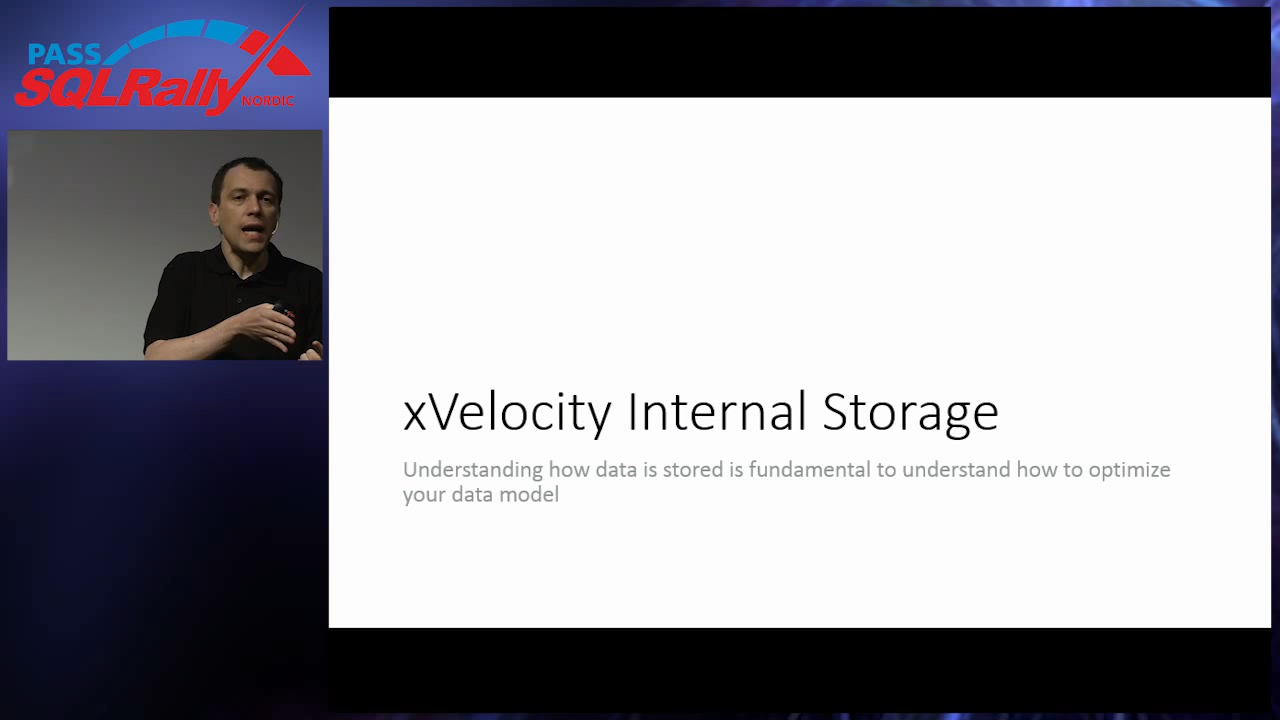 PASS
SQLRally
NORDIC
xVelocity Internal Storage
Understanding how data is stored is fundamental to understand how to optimize
your data model